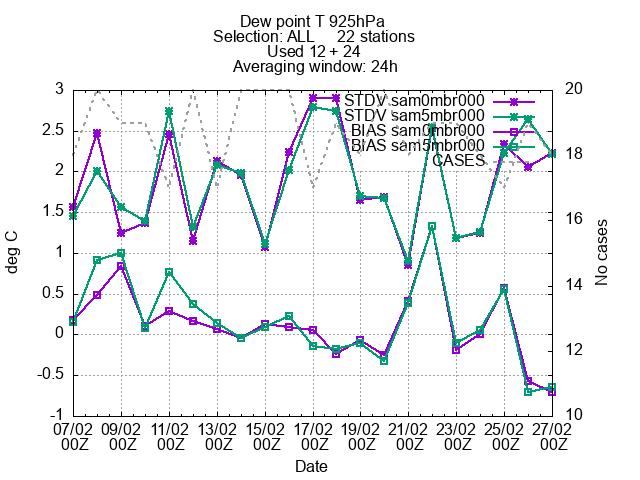 Dew point T 925hPa
Selection: ALL 22 stations
Used 12 + 24
Averaging window: 24h
STDV sam0mbr000
STDV sam5mbr000
BIAS sam0mbr000
BIAS sam5mbr000
CASES
3
2.5
2
1.5
1
0.5
0
-0.5
-1
deg C
20
18
16
14
12
10
No cases
07/02 09/02 11/02 13/02 15/02 17/02 19/02 21/02 23/02 25/02 27/02
00Z 00Z 00Z 00Z 00Z 00Z 00Z 00Z 00Z 00Z 00Z
Date